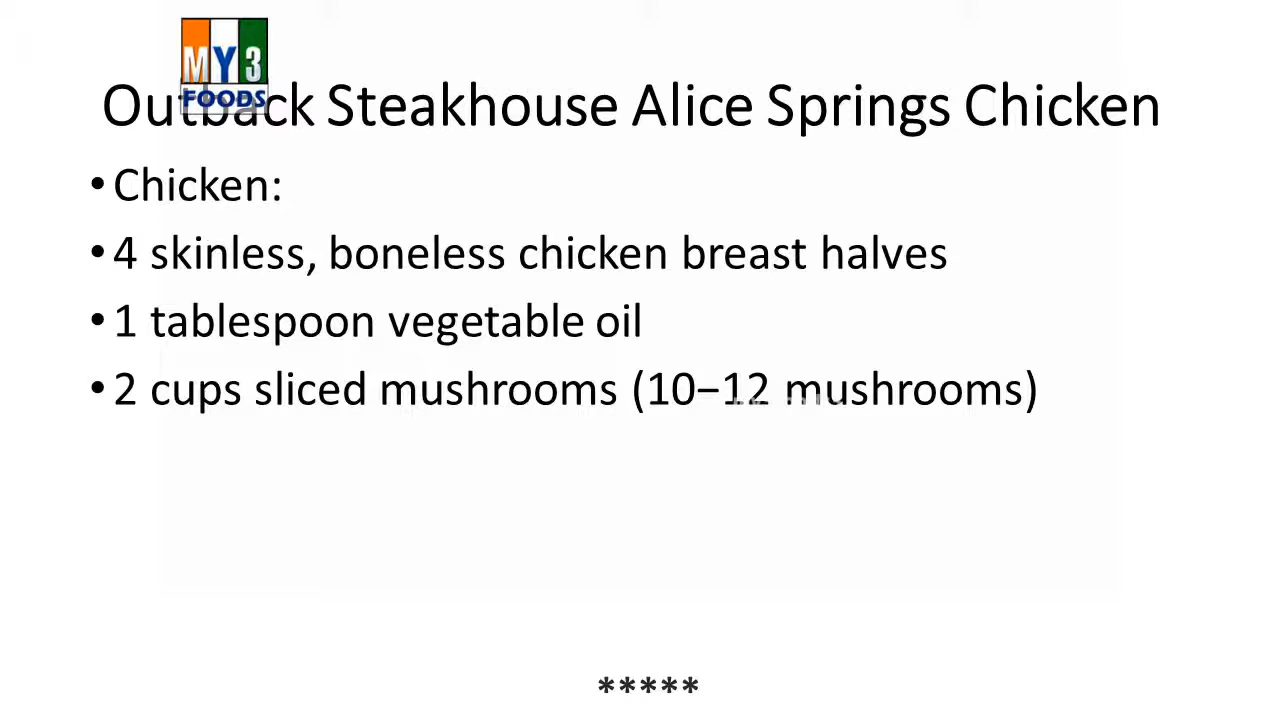 MY3
FOODS
Outback Steakhouse Alice Springs Chicken
• Chicken:
• 4 skinless, boneless chicken breast halves
• 1 tablespoon vegetable oil
• 2 cups sliced mushrooms (10–12 mushrooms)
*****